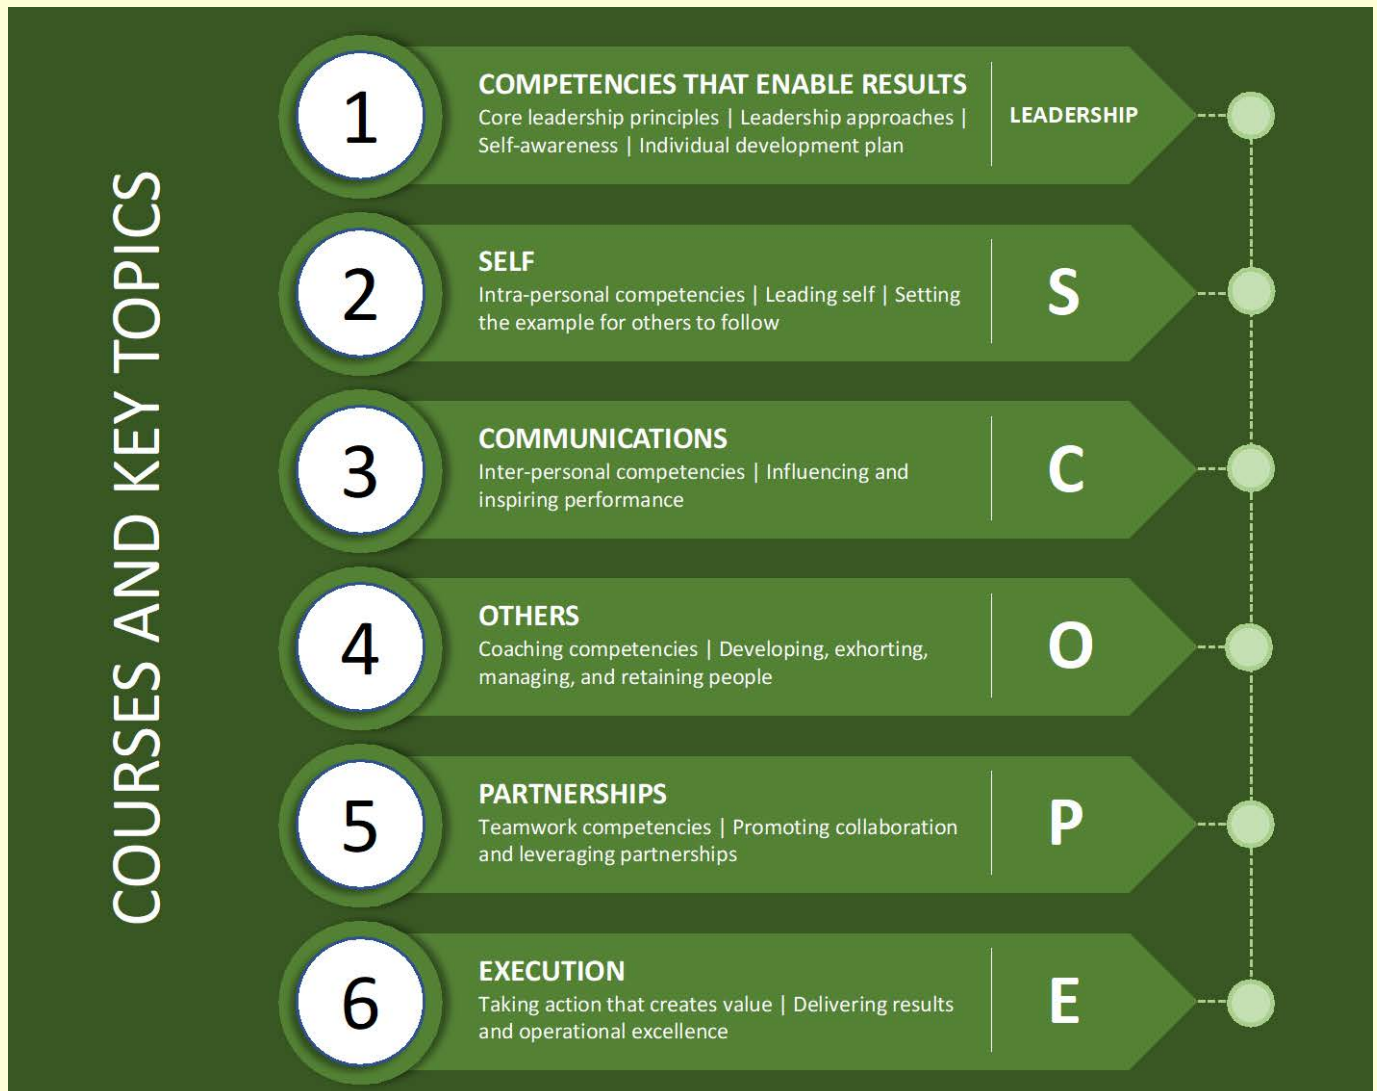 COURSES AND KEY TOPICS
1
COMPETENCIES THAT ENABLE RESULTS
Core leadership principles | Leadership approaches |
Self-awareness | Individual development plan
LEADERSHIP
2
SELF
Intra-personal competencies | Leading self | Setting
the example for others to follow
S
3
COMMUNICATIONS
Inter-personal competencies | Influencing and
inspiring performance
C
4
OTHERS
Coaching competencies | Developing, exhorting,
managing, and retaining people
O
5
PARTNERSHIPS
Teamwork competencies | Promoting collaboration
and leveraging partnerships
P
6
EXECUTION
Taking action that creates value | Delivering results
and operational excellence
E